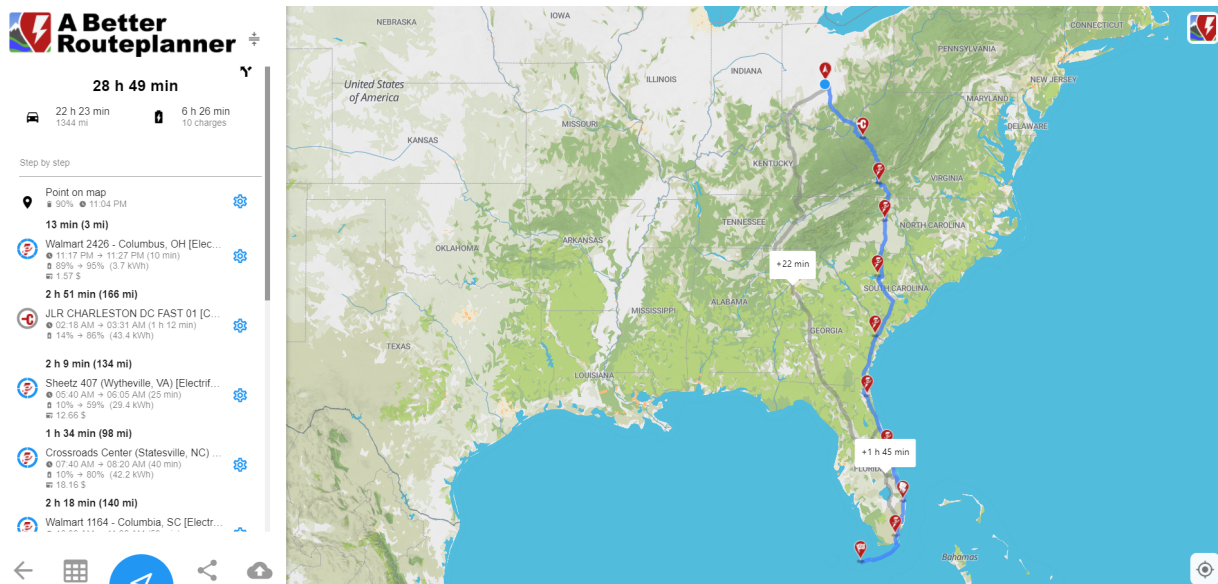 A Better
Routeplanner
28 h 49 min
22 h 23 min
1344 mi
6 h 26 min
10 charges
Step by step
Point on map
90% 11:04 PM
13 min (3 mi)
Walmart 2426 - Columbus, OH [Elec...
11:17 PM → 11:27 PM (10 min)
89% → 95% (3.7 kWh)
1.57 $
2 h 51 min (166 mi)
JLR CHARLESTON DC FAST 01 [C...
02:18 AM → 03:31 AM (1 h 12 min)
14% → 86% (43.4 kWh)
2 h 9 min (134 mi)
Sheetz 407 (Wytheville, VA) [Electrif...
05:40 AM → 06:05 AM (25 min)
10% → 59% (29.4 kWh)
12.66 $
1 h 34 min (98 mi)
Crossroads Center (Statesville, NC) ...
07:40 AM → 08:20 AM (40 min)
10% → 80% (42.2 kWh)
18.16 $
2 h 18 min (140 mi)
Walmart 1164 - Columbia, SC [Electr...
NEBRASKA
IOWA
CONNECTICUT
PENNSYLVANIA
ILLINOIS
INDIANA
NEW JERSEY
United States
of America
MARYLAND
MISSOURI
DELAWARE
KANSAS
KENTUCKY
VIRGINIA
TENNESSEE
NORTH CAROLINA
OKLAHOMA
ARKANSAS
+22 min
SOUTH CAROLINA
ALABAMA
MISSISSIPPI
GEORGIA
TEXAS
LOUISIANA
+1 h 45 min
FLORIDA
Bahamas